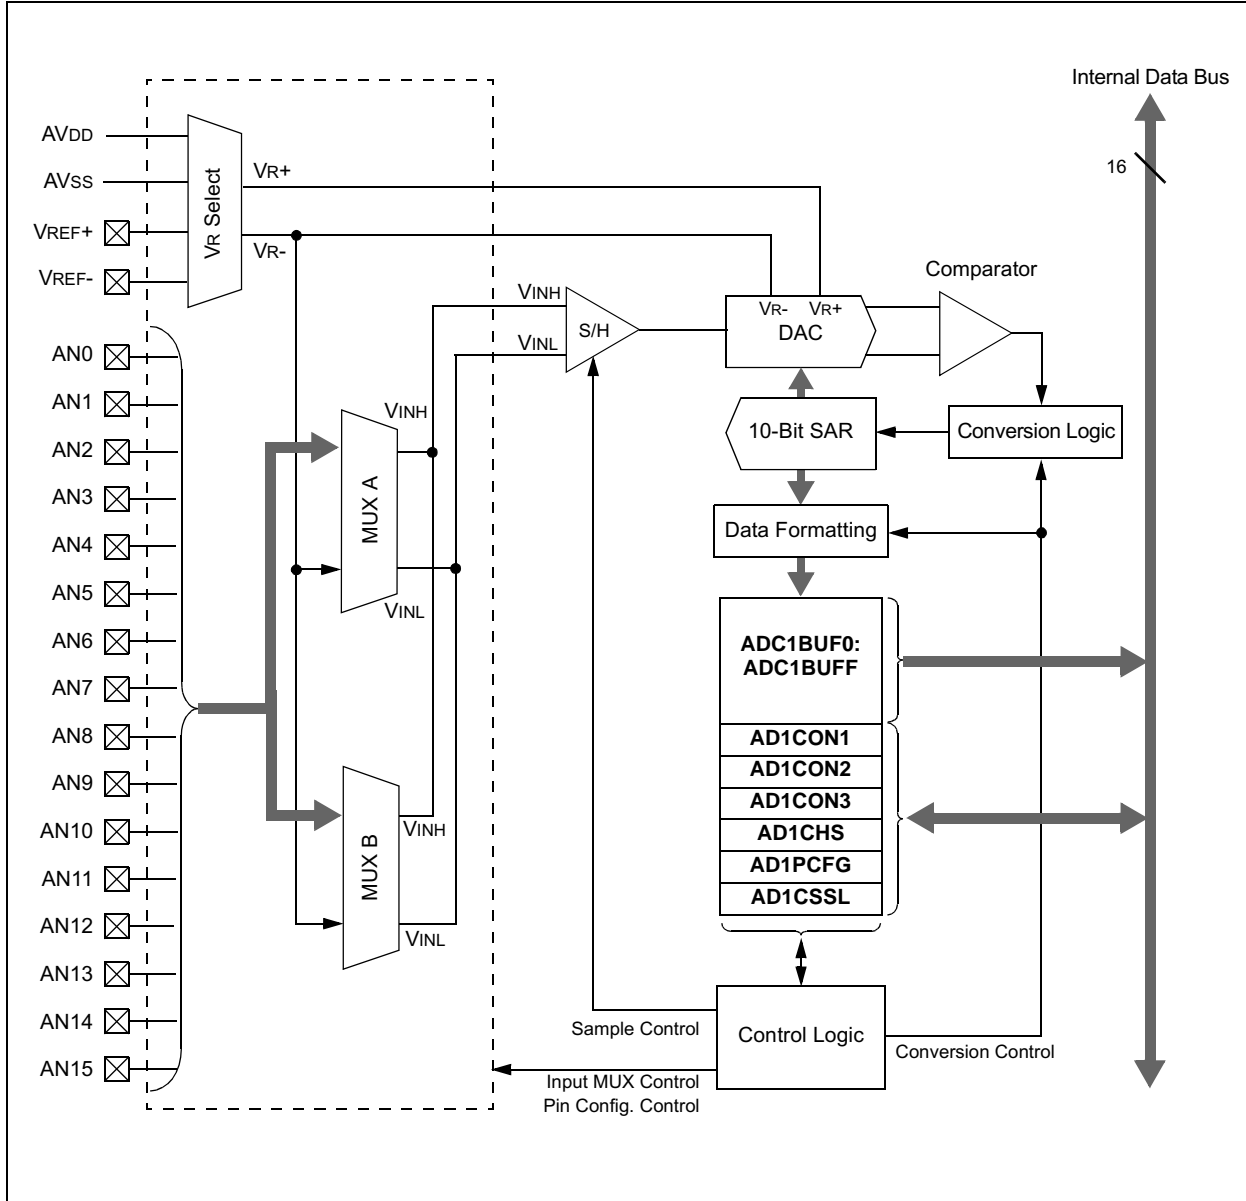 Internal Data Bus
16
AVDD
AVSS
VREF+
VREF-
VR Select
VR+
VR-
AN0
AN1
AN2
AN3
AN4
AN5
AN6
AN7
AN8
AN9
AN10
AN11
AN12
AN13
AN14
AN15
MUX A
VINH
VINL
MUX B
VINH
VINL
VINH
VINL
S/H
VR- VR+
DAC
Comparator
10-Bit SAR
Conversion Logic
Data Formatting
ADC1BUF0:
ADC1BUFF
AD1CON1
AD1CON2
AD1CON3
AD1CHS
AD1PCFG
AD1CSSL
Control Logic
Sample Control
Conversion Control
Input MUX Control
Pin Config. Control